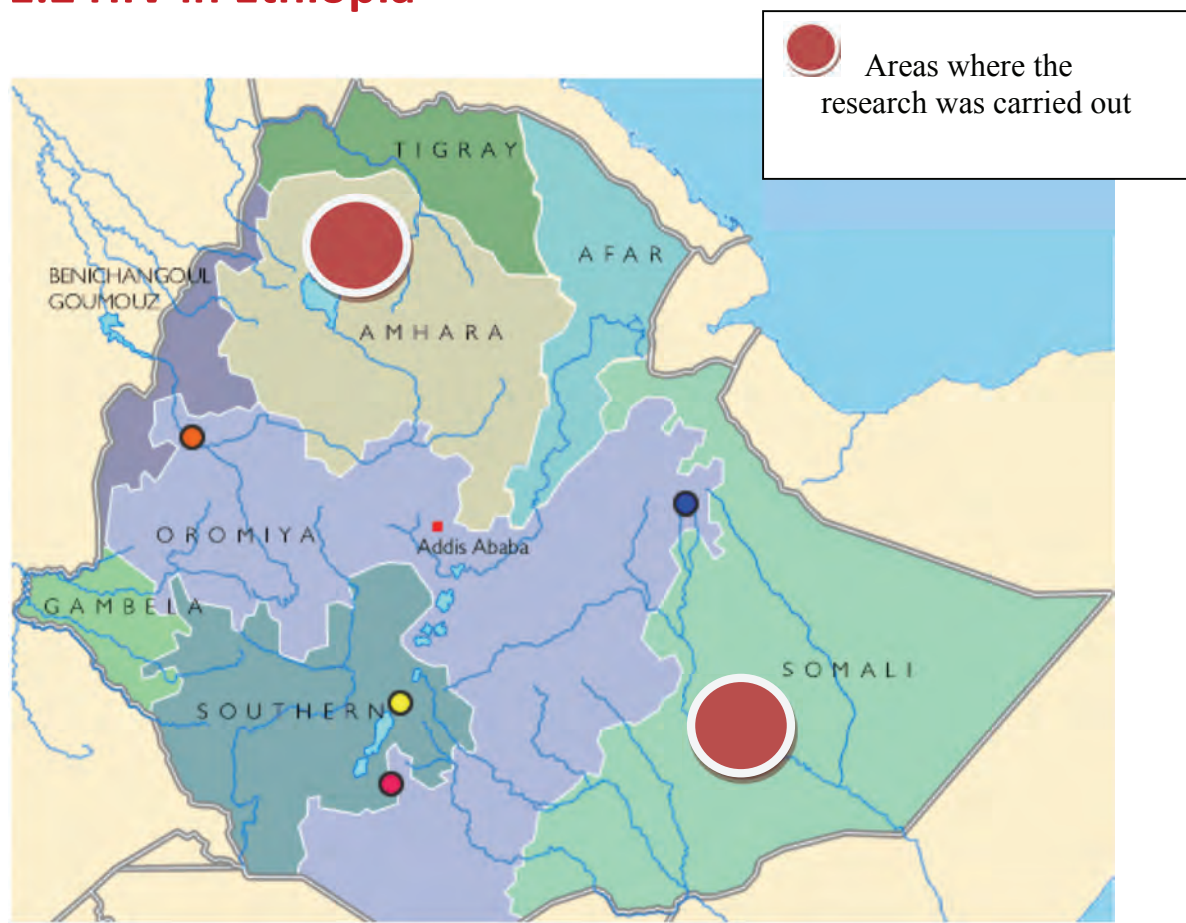 Areas where the
research was carried out
TIGRAY
AFAR
BENICHANGOUL
GOUMOUZ
AMHARA
OROMIYA
Addis Ababa
GAMBELA
SOMALI
SOUTHERN